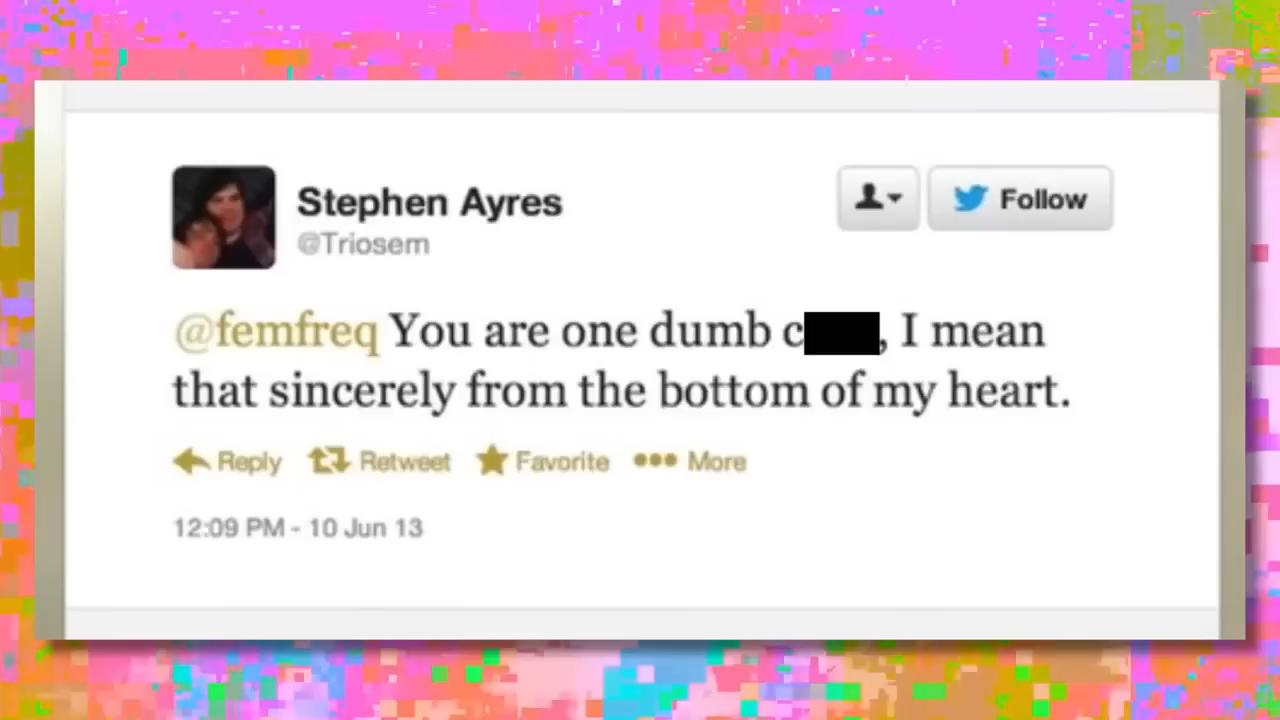 Stephen Ayres
@Triosem
Follow
@femfreq You are one dumb c, I mean
that sincerely from the bottom of my heart.
Reply Retweet Favorite More
12:09 PM - 10 Jun 13